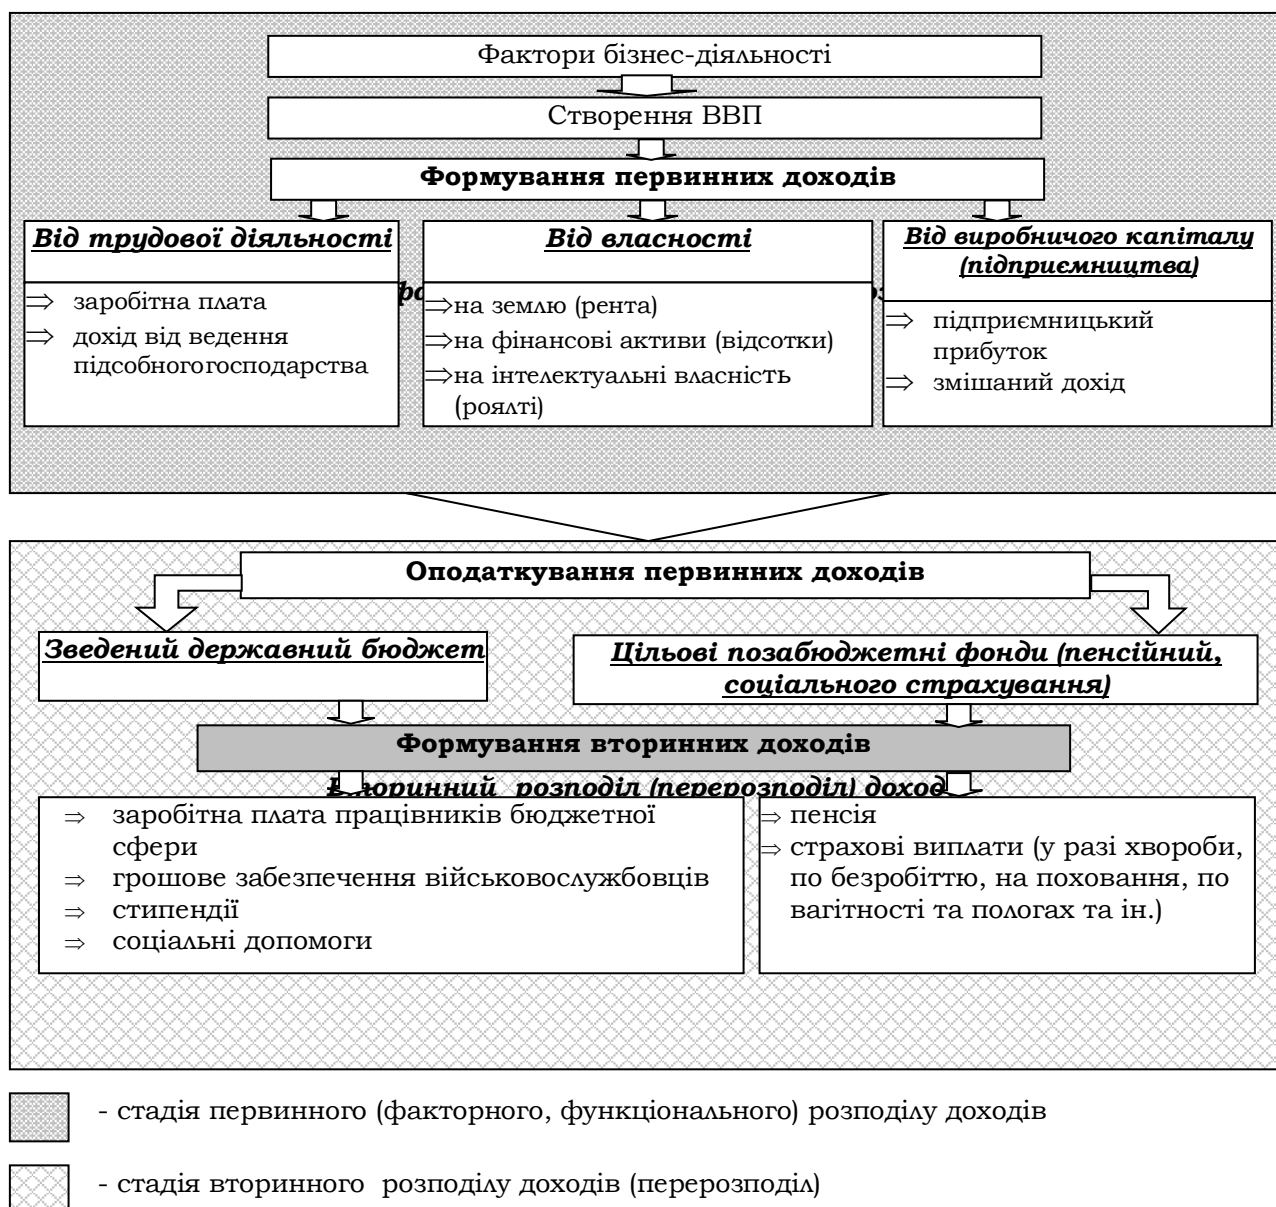 Фактори бізнес-діяльності
Створення ВВП
Формування первинних доходів
Від трудової діяльності
⇒ заробітна плата
⇒ дохід від ведення
підсобногогосподарства
Від власності
⇒на землю (рента)
⇒на фінансові активи (відсотки)
⇒на інтелектуальні власність
(роялті)
Від виробничого капіталу
(підприємництва)
⇒ підприємницький
прибуток
⇒ змішаний дохід
Оподаткування первинних доходів
Зведений державний бюджет
Цільові позабюджетні фонди (пенсійний,
соціального страхування)
Формування вторинних доходів
розподіл (перерозподіл)
⇒ заробітна плата працівників бюджетної
сфери
⇒ грошове забезпечення військовослужбовців
⇒ стипендії
⇒ соціальні допомоги
⇒ пенсія
⇒ страхові виплати (у разі хвороби,
по безробіттю, на поховання, по
вагітності та пологах та ін.)
- стадія первинного (факторного, функціонального) розподілу доходів
- стадія вторинного розподілу доходів (перерозподіл)